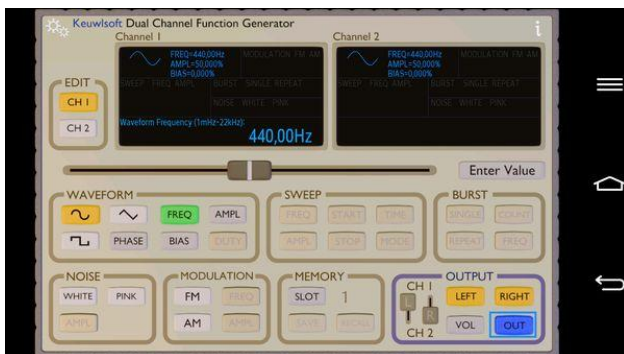 Keuwlsoft Dual Channel Function Generator
i
Channel 1
Channel 2
FREQ=440,00Hz
AMPL=50,000%
BIAS=0,000%
MODULATION FM AM
SWEEP FREQ AMPL BURST SINGLE REPEAT
NOISE WHITE PINK
Waveform Frequency (1mHz-22kHz):
440,00Hz
FREQ=440,00Hz
AMPL=50,000%
BIAS=0,000%
MODULATION FM AM
SWEEP FREQ AMPL BURST SINGLE REPEAT
NOISE WHITE PINK
EDIT
CH 1
CH 2
Enter Value
WAVEFORM
FREQ AMPL
PHASE BIAS DUTY
SWEEP
FREQ START TIME
AMPL STOP MODE
BURST
SINGLE COUNT
REPEAT FREQ
NOISE
WHITE PINK
AMPL
MODULATION
FM FREQ
AM AMPL
MEMORY
SLOT 1
SAVE RECALL
OUTPUT
CH 1
L
R
CH 2
LEFT RIGHT
VOL OUT